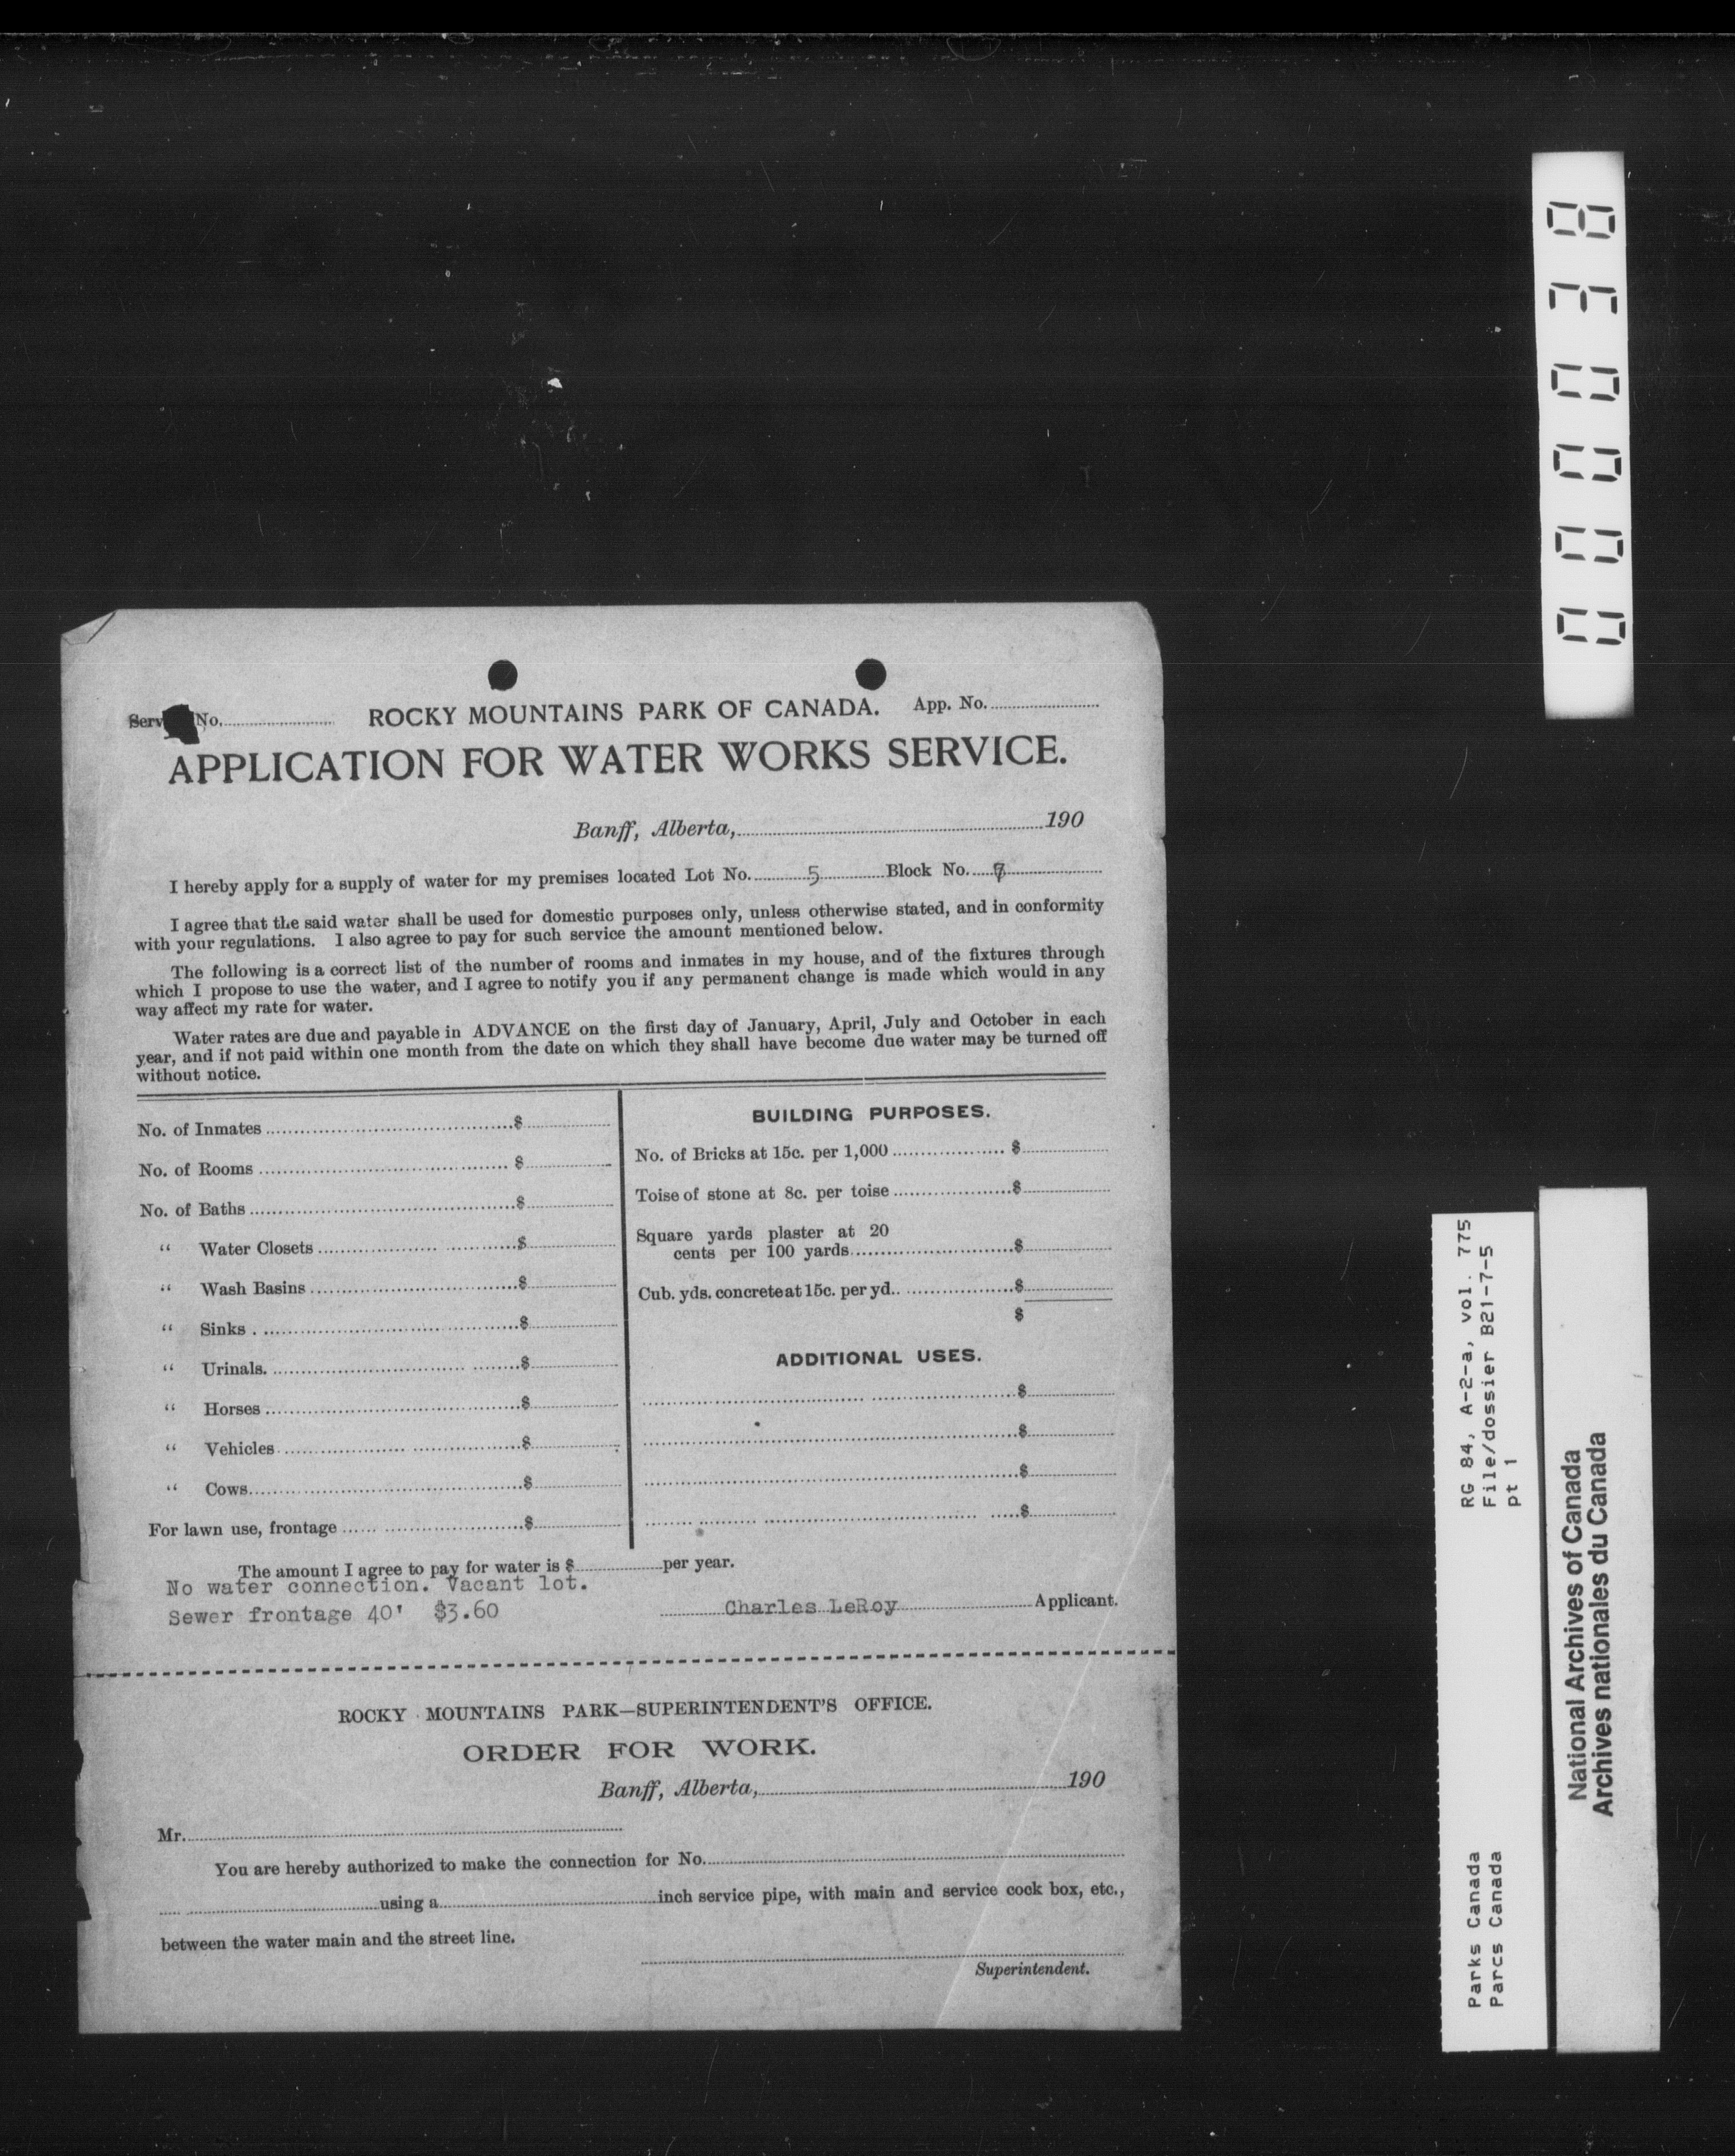 Serv No. ROCKY MOUNTAINS PARK OF CANADA. App. No.
APPLICATION FOR WATER WORKS SERVICE.
Banff, Alberta, 190
I hereby apply for a supply of water for my premises located Lot No. 5 Block No. 7
I agree that the said water shall be used for domestic purposes only, unless otherwise stated, and in conformity
with your regulations. I also agree to pay for such service the amount mentioned below.
The following is a correct list of the number of rooms and inmates in my house, and of the fixtures through
which I propose to use the water, and I agree to notify you if any permanent change is made which would in any
way affect my rate for water.
Water rates are due and payable in ADVANCE on the first day of January, April, July and October in each
year, and if not paid within one month from the date on which they shall have become due water may be turned off
without notice.
No. of Inmates $
No. of Rooms $
No. of Baths $
" Water Closets $
" Wash Basins $
" Sinks . $
" Urinals. $
" Horses $
" Vehicles $
" Cows $
For lawn use, frontage $
BUILDING PURPOSES.
No. of Bricks at 15c. per 1,000 $
Toise of stone at 8c. per toise $
Square yards plaster at 20
cents per 100 yards $
Cub. yds. concrete at 15c. per yd. $
$
ADDITIONAL USES.
$
$
$
$
The amount I agree to pay for water is $ per year.
No water connection. Vacant lot.
Sewer frontage 40' $3.60
Charles LeRoy Applicant.
ROCKY MOUNTAINS PARK—SUPERINTENDENT'S OFFICE.
ORDER FOR WORK.
Banff, Alberta, 190
Mr.
You are hereby authorized to make the connection for No.
using a inch service pipe, with main and service cock box, etc.,
between the water main and the street line.
Superintendent.
000038
RG 84, A-2-a, vol. 775
File/dossier B21-7-5
pt 1
Parks Canada
Parcs Canada
National Archives of Canada
Archives nationales du Canada